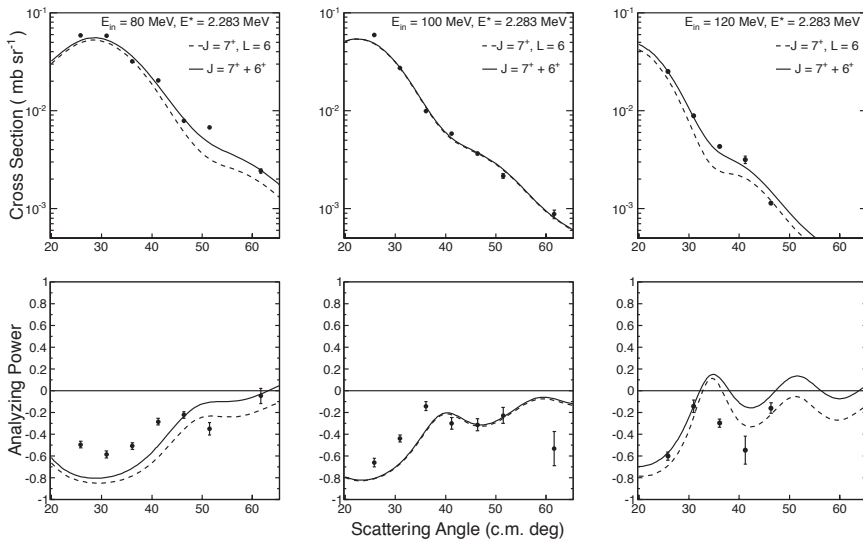 E_in = 80 MeV, E* = 2.283 MeV
J = 7⁺, L = 6
J = 7⁺ + 6⁺
E_in = 100 MeV, E* = 2.283 MeV
J = 7⁺, L = 6
J = 7⁺ + 6⁺
E_in = 120 MeV, E* = 2.283 MeV
J = 7⁺, L = 6
J = 7⁺ + 6⁺
Cross Section ( mb sr⁻¹)
10⁻¹
10⁻²
10⁻³
20 30 40 50 60
10⁻¹
10⁻²
10⁻³
20 30 40 50 60
10⁻¹
10⁻²
10⁻³
20 30 40 50 60
Analyzing Power
1
0.8
0.6
0.4
0.2
0
-0.2
-0.4
-0.6
-0.8
-1
20 30 40 50 60
1
0.8
0.6
0.4
0.2
0
-0.2
-0.4
-0.6
-0.8
-1
20 30 40 50 60
1
0.8
0.6
0.4
0.2
0
-0.2
-0.4
-0.6
-0.8
-1
20 30 40 50 60
Scattering Angle (c.m. deg)